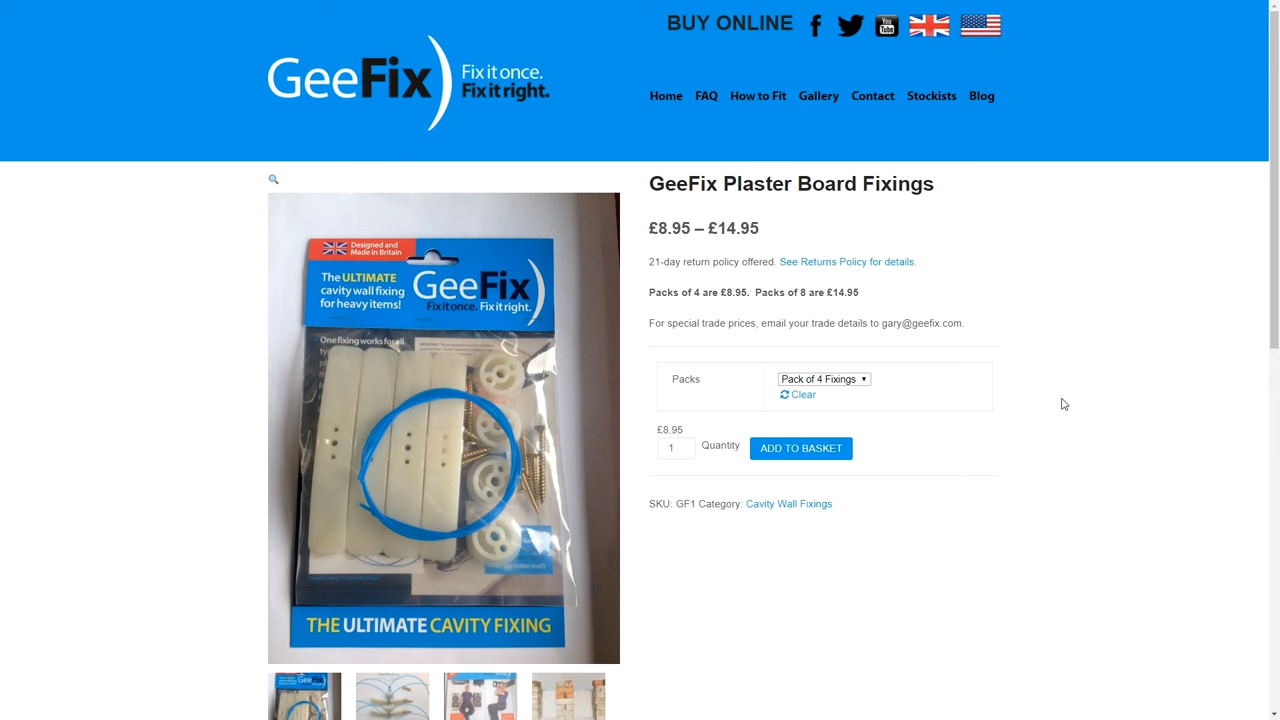 BUY ONLINE
You
Tube
GeeFix
Fix it once.
Fix it right.
Home FAQ How to Fit Gallery Contact Stockists Blog
GeeFix Plaster Board Fixings
£8.95 – £14.95
21-day return policy offered. See Returns Policy for details.
Packs of 4 are £8.95. Packs of 8 are £14.95
For special trade prices, email your trade details to gary@geefix.com.
Packs
Pack of 4 Fixings
Clear
£8.95
1 Quantity ADD TO BASKET
SKU: GF1 Category: Cavity Wall Fixings
Designed and
Made in Britain
The ULTIMATE
cavity wall fixing
for heavy items!
GeeFix
Fix it once. Fix it right.
One fixing works for all
THE ULTIMATE CAVITY FIXING